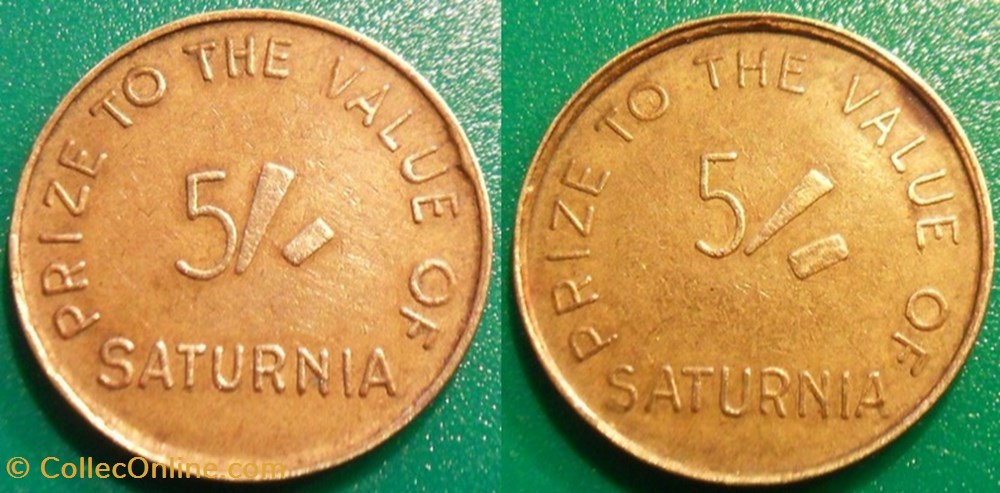 PRIZE TO THE VALUE OF
5/-
SATURNIA
PRIZE TO THE VALUE OF
5/-
SATURNIA
© CollecOnline.com